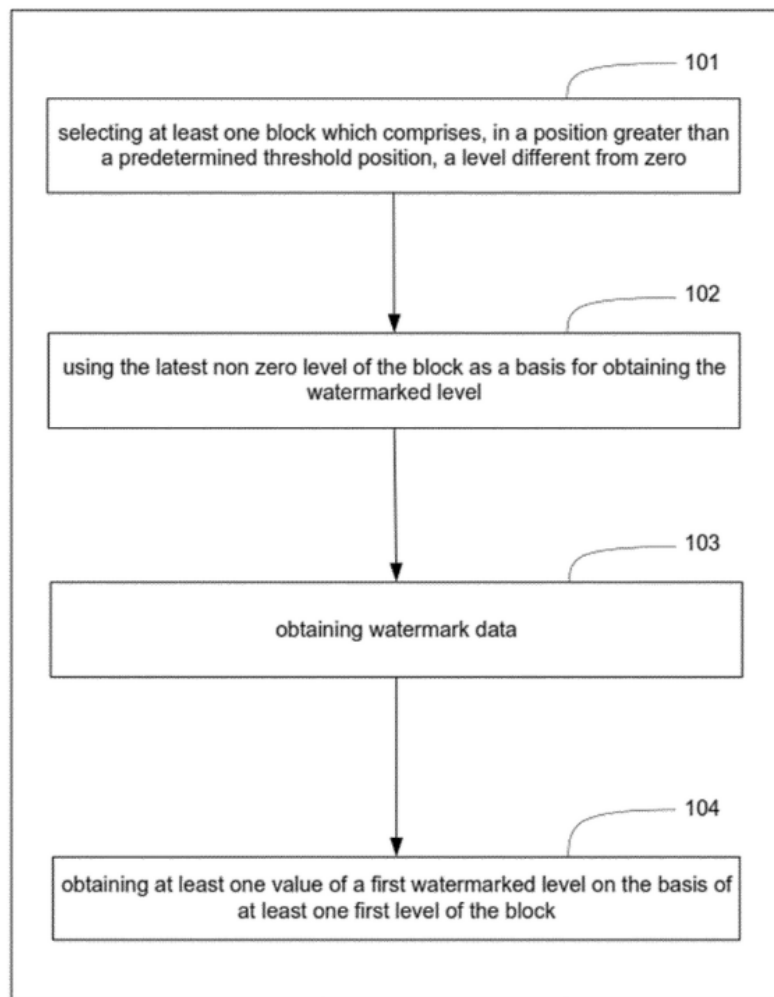 101
selecting at least one block which comprises, in a position greater than
a predetermined threshold position, a level different from zero
102
using the latest non zero level of the block as a basis for obtaining the
watermarked level
103
obtaining watermark data
104
obtaining at least one value of a first watermarked level on the basis of
at least one first level of the block